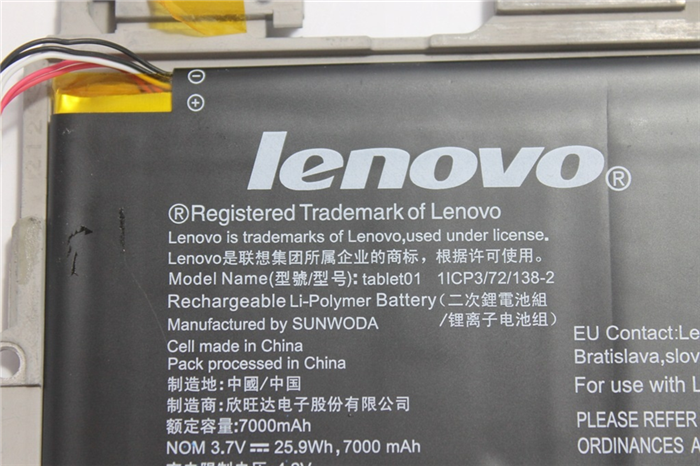 ⊖
⊕
lenovo®
®Registered Trademark of Lenovo
Lenovo is trademarks of Lenovo,used under license.
Lenovo是联想集团所属企业的商标，根据许可使用。
Model Name(型號/型号): tablet01 1ICP3/72/138-2
Rechargeable Li-Polymer Battery (二次鋰電池組
/锂离子电池组)
Manufactured by SUNWODA
Cell made in China
Pack processed in China
制造地: 中國/中国
制造商: 欣旺达电子股份有限公司
额定容量:7000mAh
NOM 3.7V ⎓ 25.9Wh, 7000 mAh
EU Contact:Le
Bratislava,slov
For use with L
PLEASE REFER
ORDINANCES A